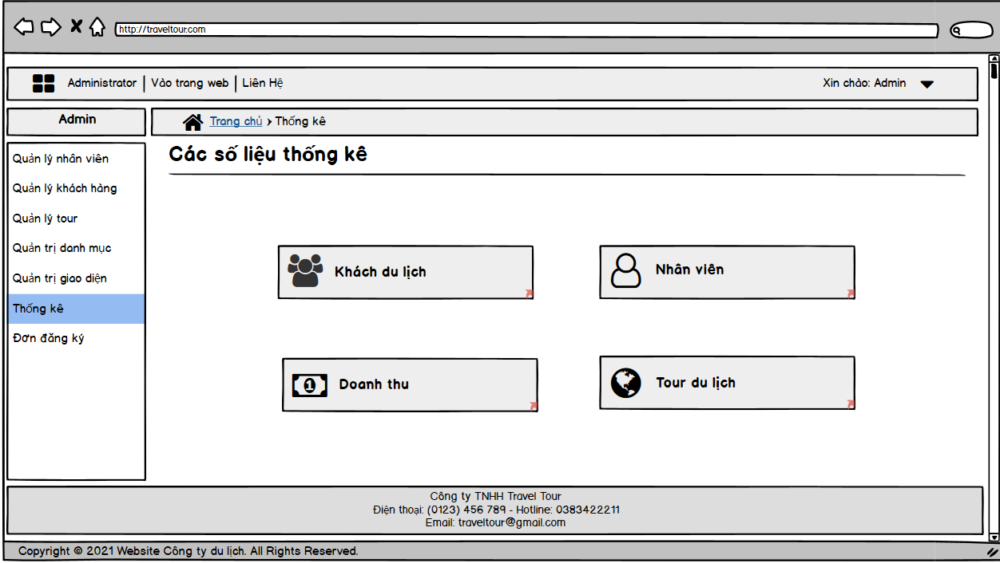 http://traveltour.com
Administrator | Vào trang web | Liên Hệ
Xin chào: Admin
Admin
Trang chủ › Thống kê
Quản lý nhân viên
Quản lý khách hàng
Quản lý tour
Quản trị danh mục
Quản trị giao diện
Thống kê
Đơn đăng ký
Các số liệu thống kê
Khách du lịch
Nhân viên
1 Doanh thu
Tour du lịch
Công ty TNHH Travel Tour
Điện thoại: (0123) 456 789 - Hotline: 0383422211
Email: traveltour@gmail.com
Copyright © 2021 Website Công ty du lịch. All Rights Reserved.